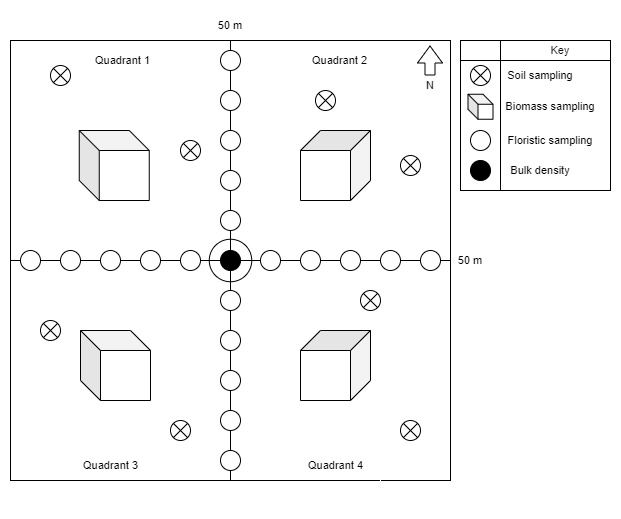 50 m
Quadrant 1
Quadrant 2
N
Key
Soil sampling
Biomass sampling
Floristic sampling
Bulk density
50 m
Quadrant 3
Quadrant 4